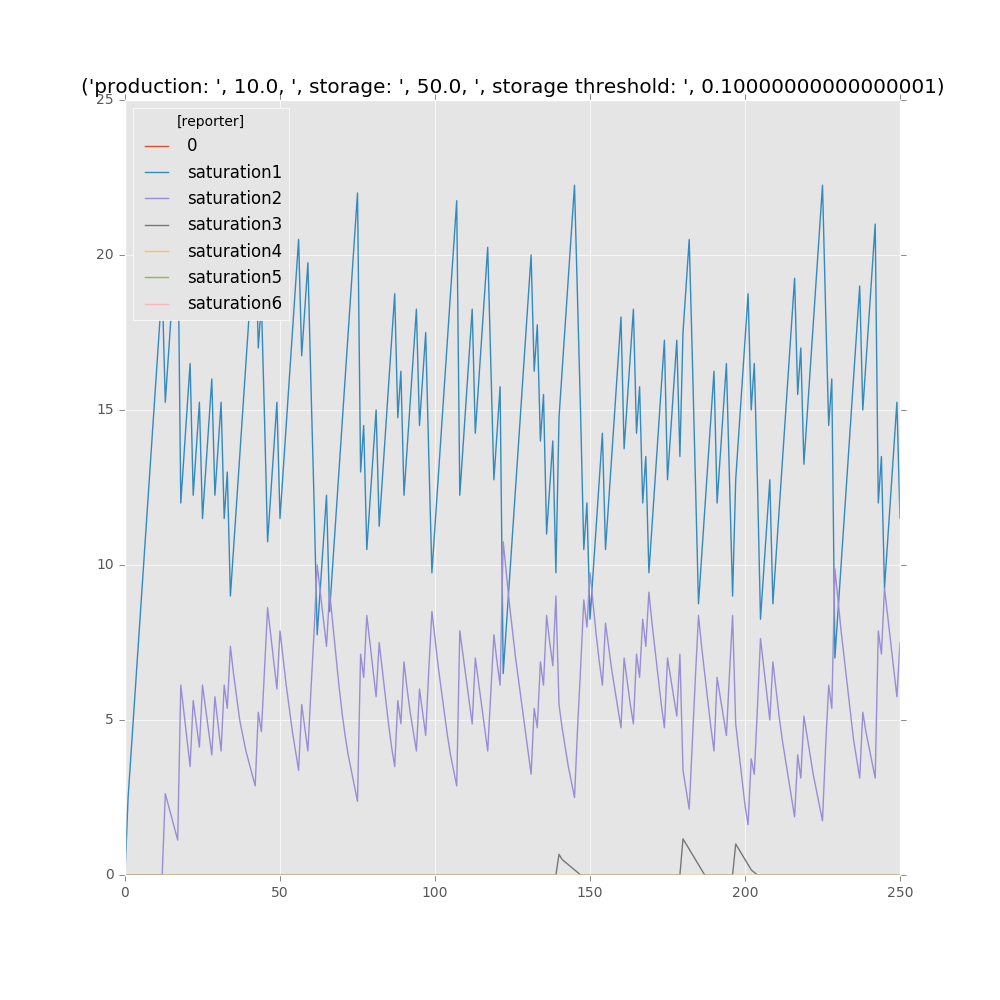 ('production: ', 10.0, ', storage: ', 50.0, ', storage threshold: ', 0.10000000000000001)
25
20
15
10
5
0
[reporter]
0
saturation1
saturation2
saturation3
saturation4
saturation5
saturation6
0 50 100 150 200 250